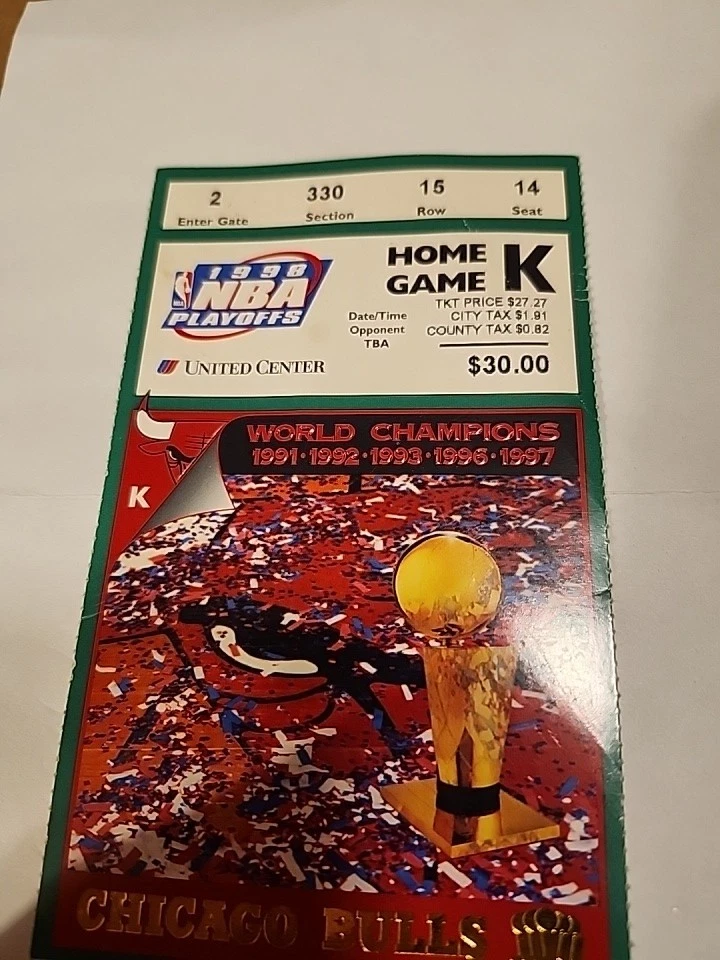 2 330 15 14
Enter Gate Section Row Seat
1998
NBA
PLAYOFFS
UNITED CENTER
HOME
GAME K
Date/Time
Opponent
TBA
TKT PRICE $27.27
CITY TAX $1.91
COUNTY TAX $0.82
$30.00
WORLD CHAMPIONS
1991·1992·1993·1996·1997
K
CHICAGO BULLS